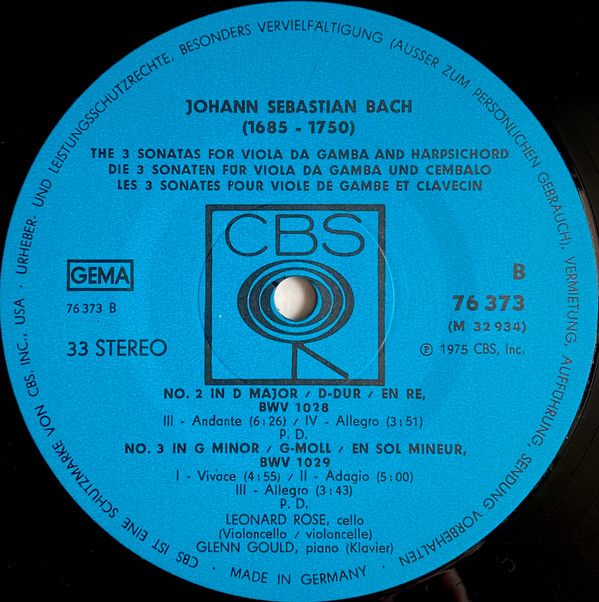 URHEBER- UND LEISTUNGSSCHUTZRECHTE, BESONDERS VERVIELFÄLTIGUNG (AUSSER ZUM PERSÖNLICHEN GEBRAUCH), VERMIETUNG, AUFFÜHRUNG, SENDUNG VORBEHALTEN
JOHANN SEBASTIAN BACH
(1685 - 1750)
THE 3 SONATAS FOR VIOLA DA GAMBA AND HARPSICHORD
DIE 3 SONATEN FÜR VIOLA DA GAMBA UND CEMBALO
LES 3 SONATES POUR VIOLE DE GAMBE ET CLAVECIN
CBS
GEMA
76 373 B
33 STEREO
B
76 373
(M 32 934)
Ⓟ 1975 CBS, Inc.
NO. 2 IN D MAJOR / D-DUR / EN RE,
BWV 1028
III - Andante (6:26) / IV - Allegro (3:51)
P. D.
NO. 3 IN G MINOR / G-MOLL / EN SOL MINEUR,
BWV 1029
I - Vivace (4:55) / II - Adagio (5:00)
III - Allegro (3:43)
P. D.
LEONARD ROSE, cello
(Violoncello / violoncelle)
GLENN GOULD, piano (Klavier)
CBS IST EINE SCHUTZMARKE VON CBS, INC., USA ·
· MADE IN GERMANY ·